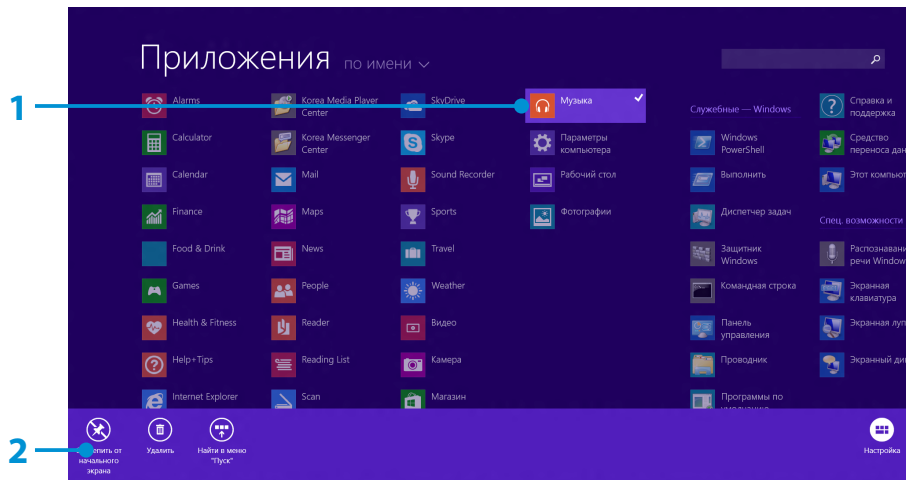 Приложения по имени
1
Alarms
Calculator
Calendar
Finance
Food & Drink
Games
Health & Fitness
Help+Tips
Internet Explorer
Korea Media Player
Center
Korea Messenger
Center
Mail
Maps
News
People
Reader
Reading List
Scan
SkyDrive
Skype
Sound Recorder
Sports
Travel
Weather
Видео
Камера
Магазин
Музыка
Параметры
компьютера
Рабочий стол
Фотографии
Служебные — Windows
Windows
PowerShell
Выполнить
Диспетчер задач
Защитник
Windows
Командная строка
Панель
управления
Проводник
Программы по
Справка и
поддержка
Средство
переноса дан
Этот компьют
Спец. возможности
Распознавани
речи Window
Экранная
клавиатура
Экранная луп
Экранный ди
2
от
начального
экрана
Удалить
Найти в меню
"Пуск"
Настройка